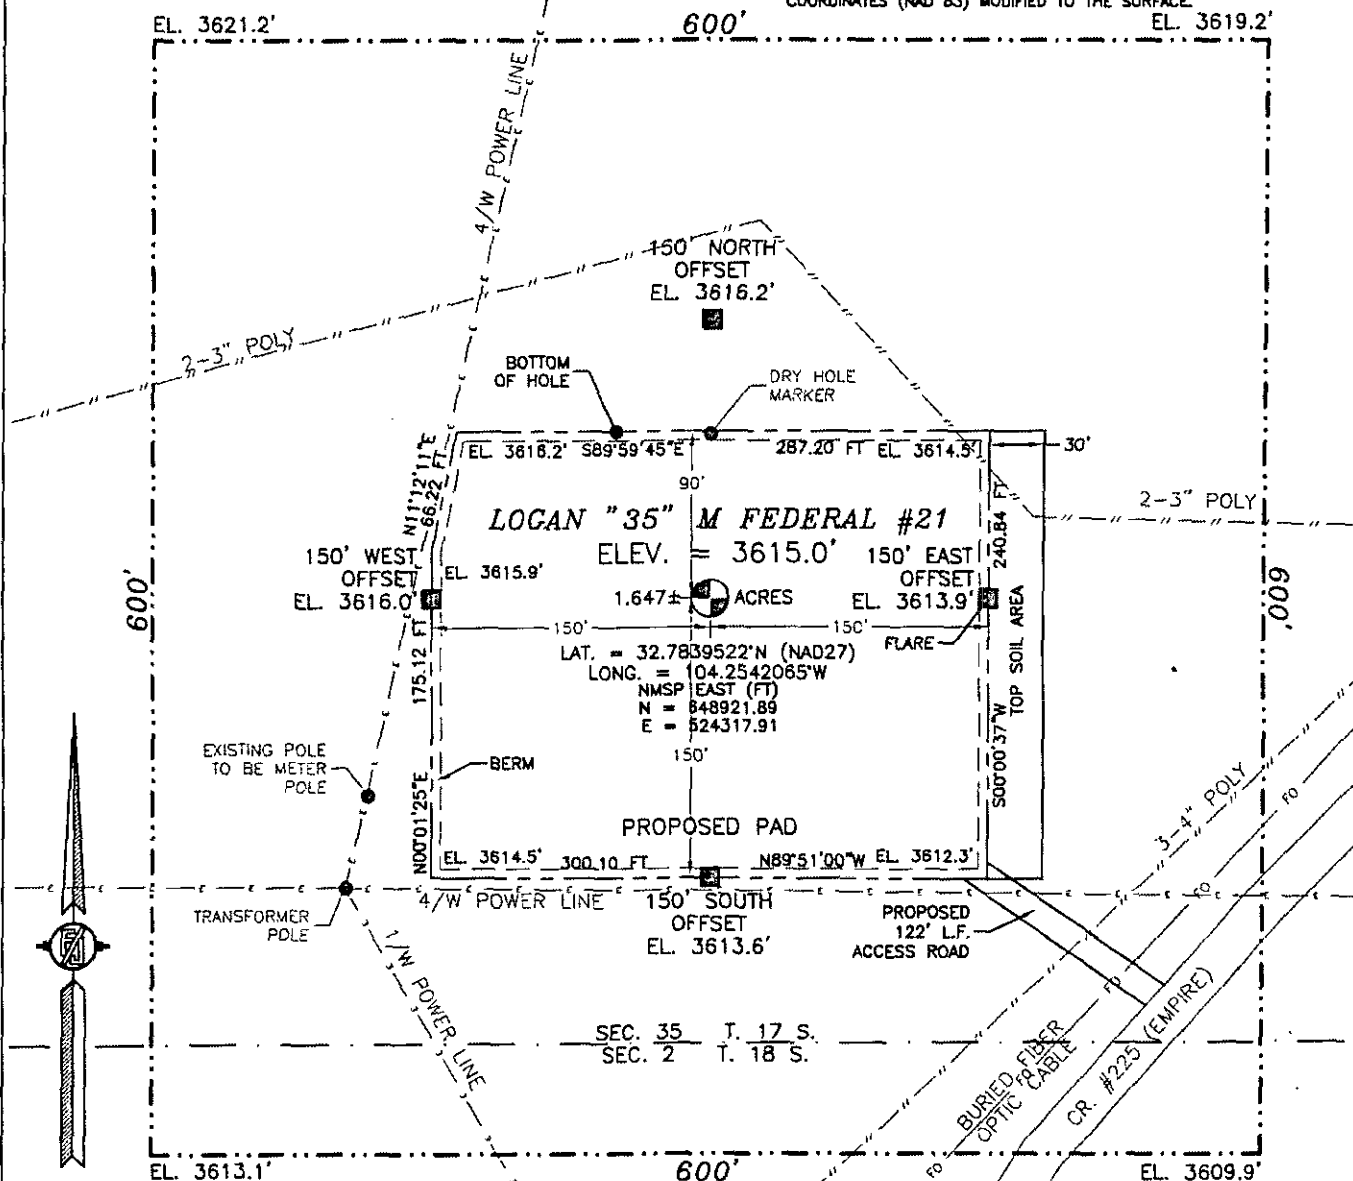 COORDINATES (NAD 83) MODIFIED TO THE SURFACE.
EL. 3621.2'
600'
EL. 3619.2'
4/W POWER LINE
150' NORTH
OFFSET
EL. 3616.2'
2-3" POLY
BOTTOM
OF HOLE
DRY HOLE
MARKER
N11°12'11"E
66.22 FT
EL. 3616.2'
S89°59'45"E
287.20 FT
EL. 3614.5'
30'
90'
2-3" POLY
LOGAN "35" M FEDERAL #21
ELEV. = 3615.0'
240.84 FT
150' WEST
OFFSET
EL. 3616.0'
EL. 3615.9'
150' EAST
OFFSET
EL. 3613.9'
600'
600'
1.647± ACRES
150'
150'
FLARE
TOP SOIL AREA
175.12 FT
LAT. = 32.7839522°N (NAD27)
LONG. = 104.2542065°W
NMSP EAST (FT)
N = 648921.89
E = 524317.91
150'
S00°00'37"W
EXISTING POLE
TO BE METER
POLE
BERM
N00°01'25"E
3-4" POLY
FO
PROPOSED PAD
EL. 3614.5'
300.10 FT
N89°51'00"W
EL. 3612.3'
4/W POWER LINE
150' SOUTH
OFFSET
EL. 3613.6'
TRANSFORMER
POLE
PROPOSED
122' L.F.
ACCESS ROAD
FO
FO
1/W POWER LINE
SEC. 35 T. 17 S.
SEC. 2 T. 18 S.
BURIED FIBER
OPTIC CABLE
FO
CR. #225 (EMPIRE)
FO
EL. 3613.1'
600'
EL. 3609.9'